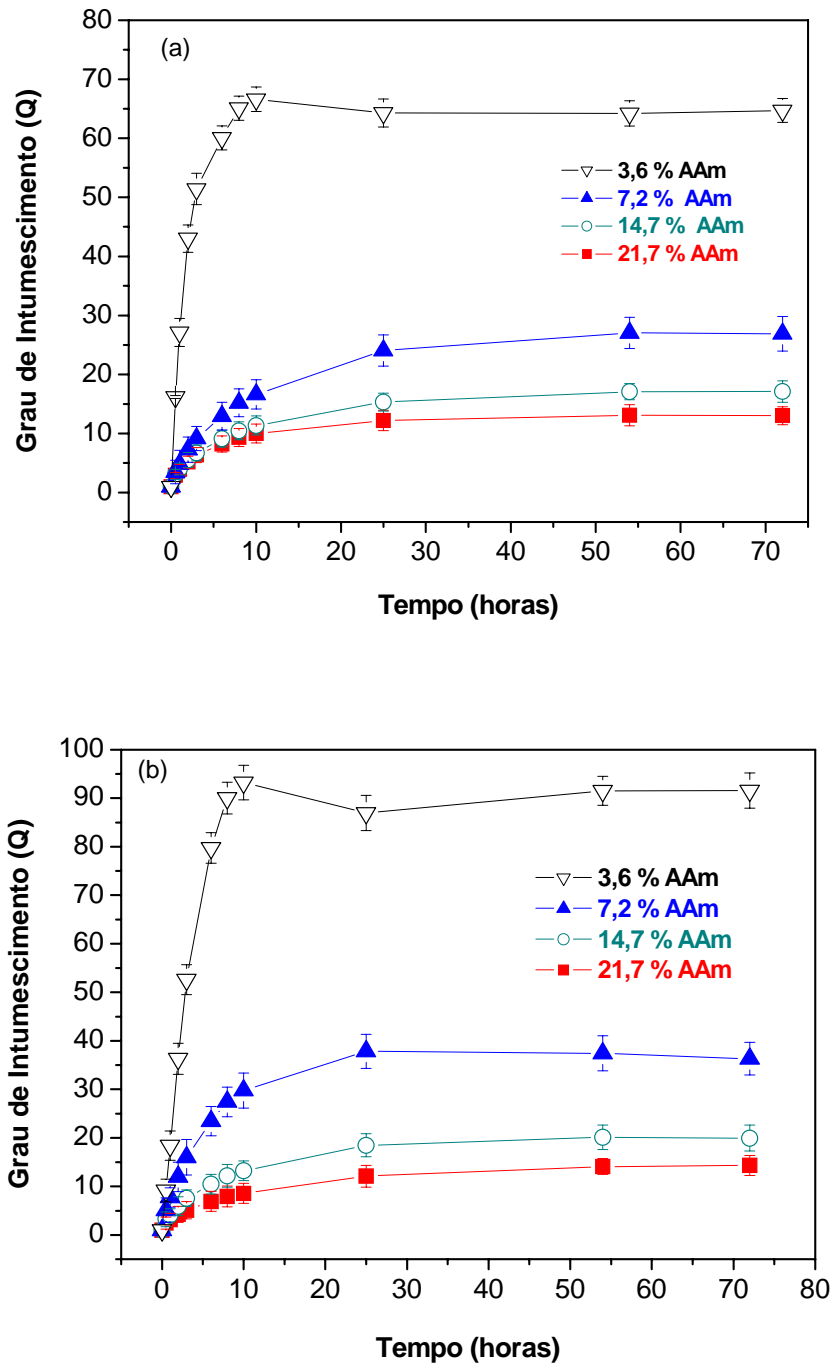 (a)
80
70
60
50
40
30
20
10
0
Grau de Intumescimento (Q)
3,6 % AAm
7,2 % AAm
14,7 % AAm
21,7 % AAm
0 10 20 30 40 50 60 70
Tempo (horas)
(b)
100
90
80
70
60
50
40
30
20
10
0
Grau de Intumescimento (Q)
3,6 % AAm
7,2 % AAm
14,7 % AAm
21,7 % AAm
0 10 20 30 40 50 60 70 80
Tempo (horas)